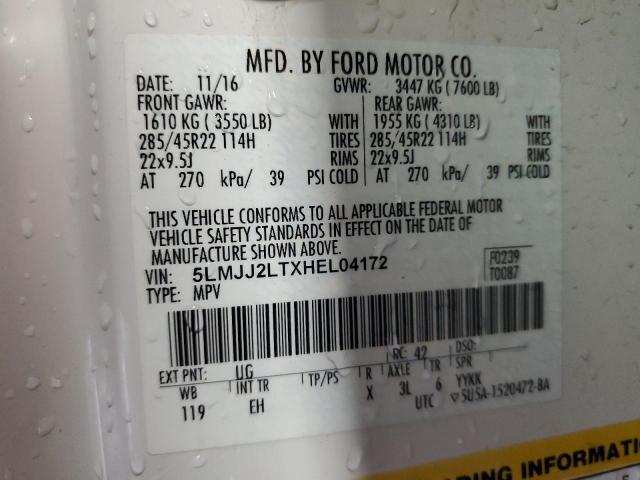 MFD. BY FORD MOTOR CO.
DATE: 11/16 GVWR: 3447 KG ( 7600 LB)
FRONT GAWR: REAR GAWR:
1610 KG ( 3550 LB) WITH 1955 KG ( 4310 LB) WITH
285/45R22 114H TIRES 285/45R22 114H TIRES
22x9.5J RIMS 22x9.5J RIMS
AT 270 kPa/ 39 PSI COLD AT 270 kPa/ 39 PSI COLD
THIS VEHICLE CONFORMS TO ALL APPLICABLE FEDERAL MOTOR
VEHICLE SAFETY STANDARDS IN EFFECT ON THE DATE OF
MANUFACTURE SHOWN ABOVE.
VIN: 5LMJJ2LTXHEL04172 F0239
TYPE: MPV T0087
EXT PNT: UG RC: 42 DSO:
WB INT TR TP/PS R AXLE TR SPR
119 EH X 3L 6 YYKK
UTC ▽5U5A-1520472-BA
DING INFORMATI